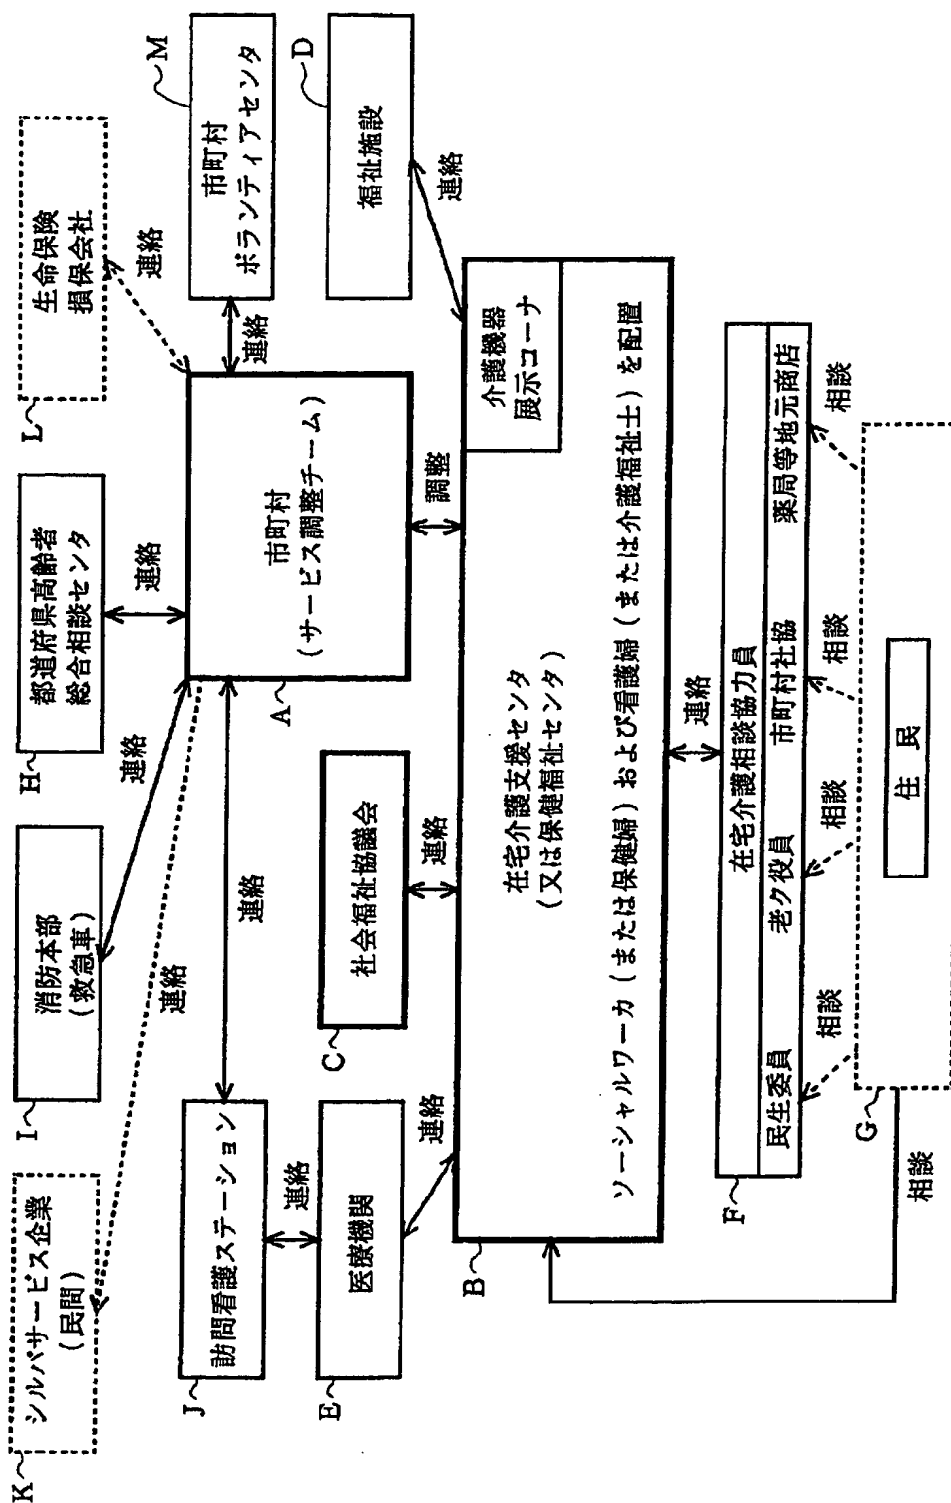 K
シルバサービス企業
(民間)
I
消防本部
(救急車)
H
都道府県高齢者
総合相談センタ
L
生命保険
損保会社
連絡
連絡
連絡
連絡
J
訪問看護ステーション
連絡
A
市町村
(サービス調整チーム)
連絡
M
市町村
ボランティアセンタ
連絡
E
医療機関
C
社会福祉協議会
D
福祉施設
連絡
連絡
調整
連絡
B
在宅介護支援センタ
(又は保健福祉センタ)
介護機器
展示コーナ
ソーシャルワーカ(または保健婦)および看護婦(または介護福祉士)を配置
連絡
F
在宅介護相談協力員
民生委員
老ク役員
市町村社協
薬局等地元商店
相談
相談
相談
相談
G
住民
相談